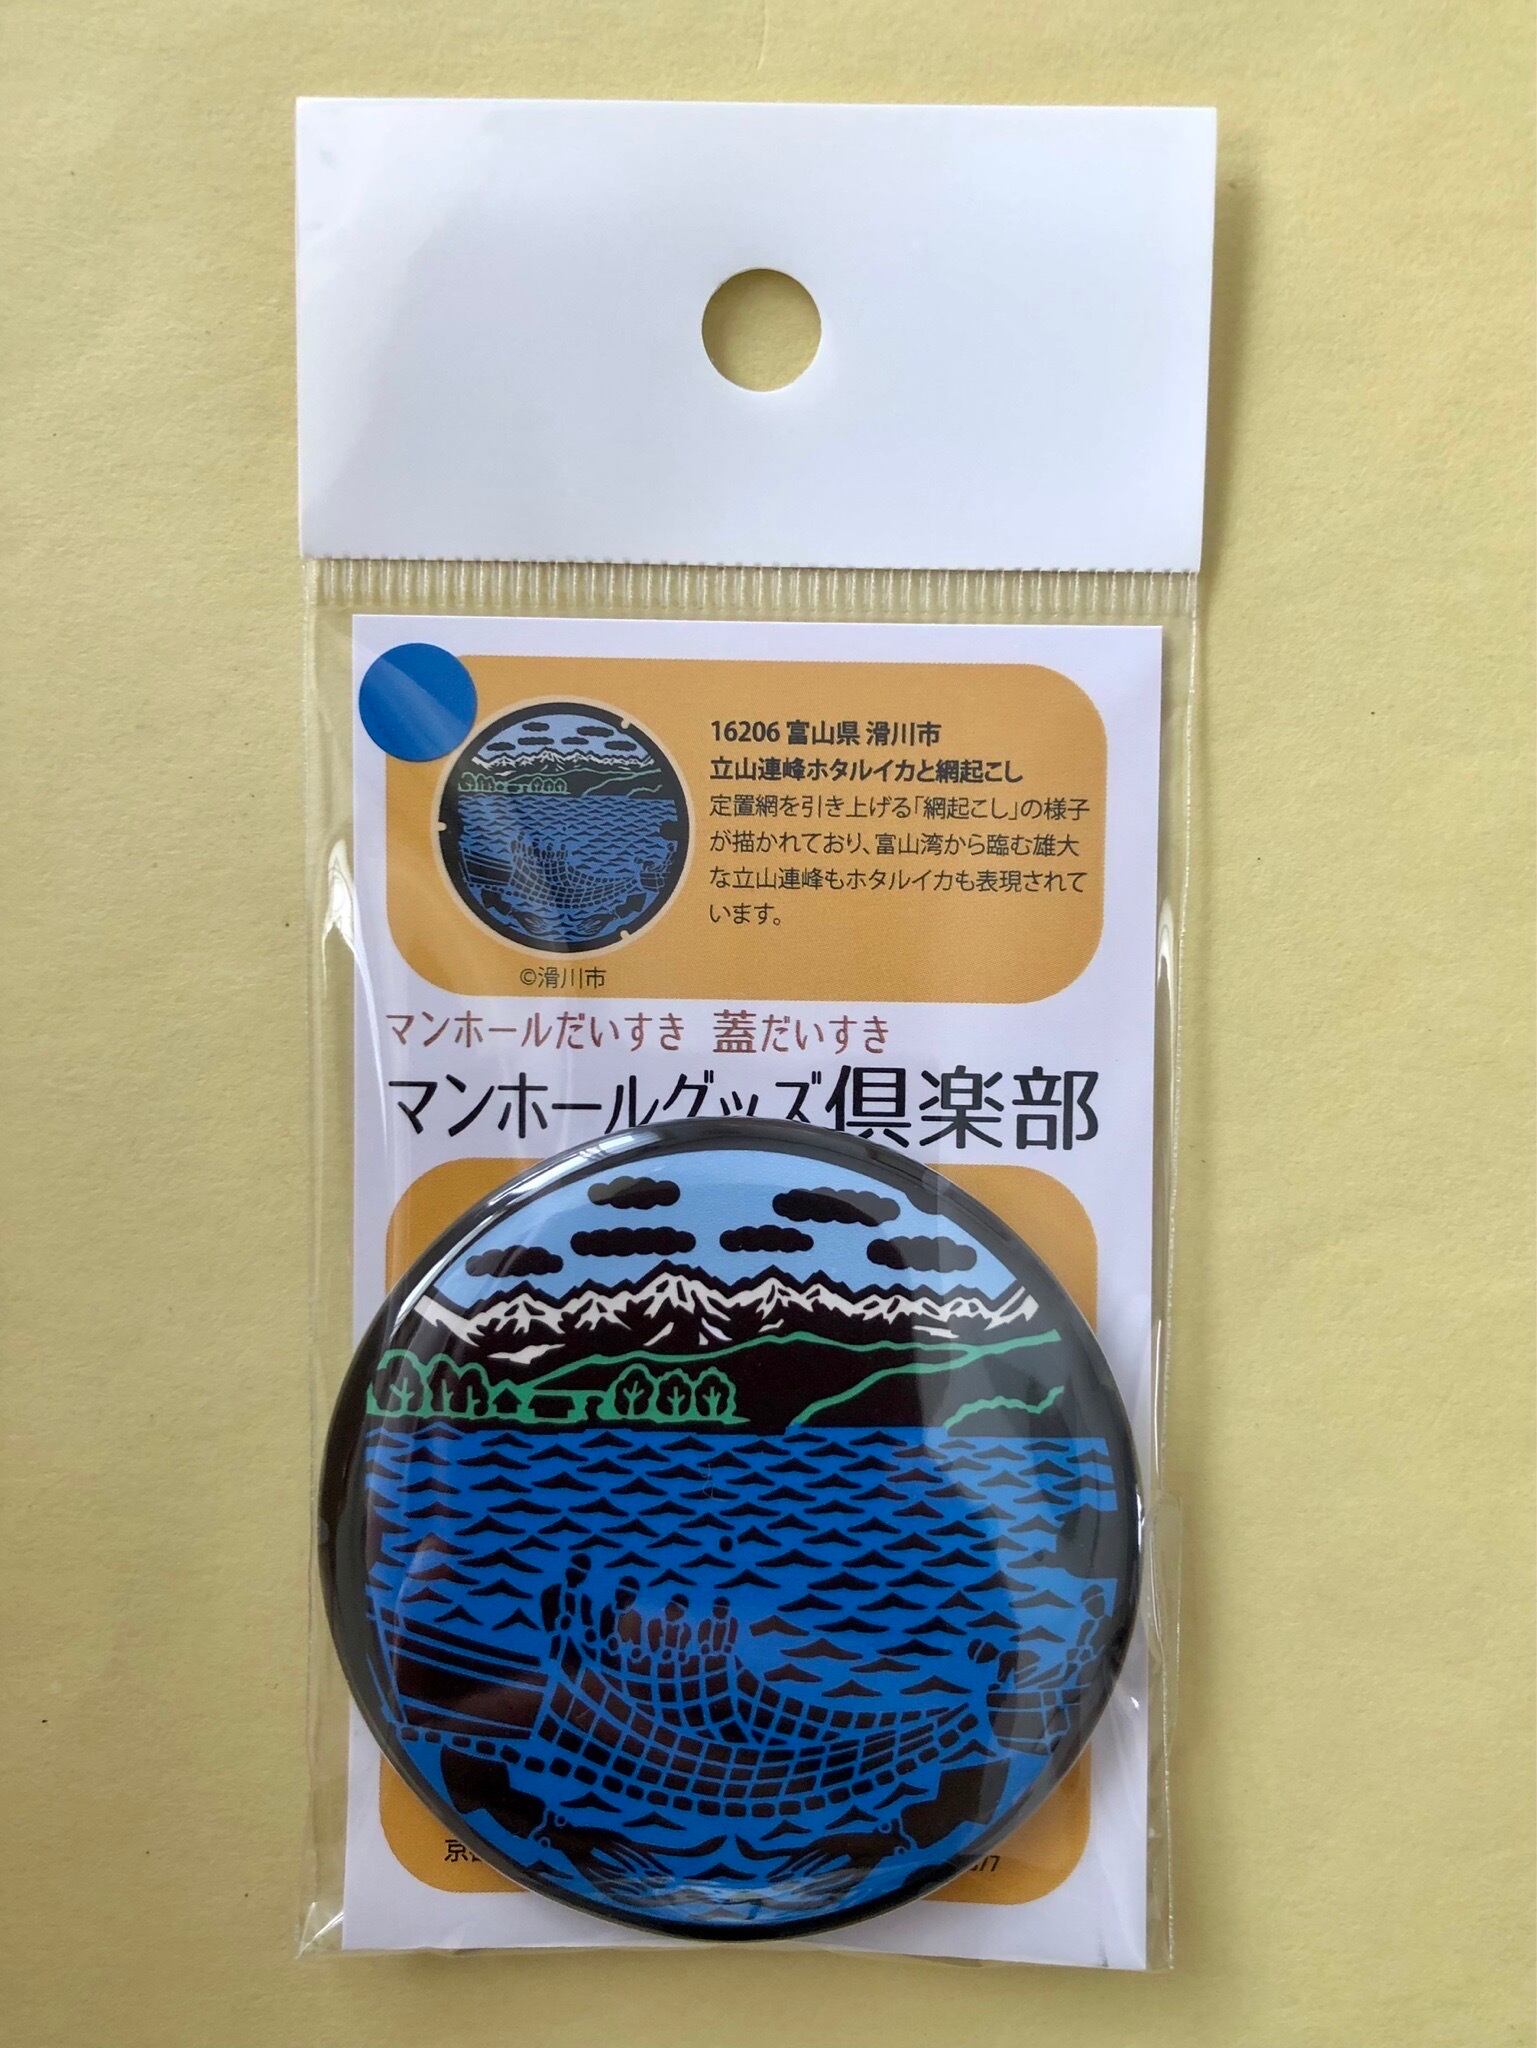 16206 富山県 滑川市
立山連峰ホタルイカと網起こし
定置網を引き上げる「網起こし」の様子
が描かれており、富山湾から臨む雄大
な立山連峰もホタルイカも表現されて
います。
©滑川市
マンホールだいすき 蓋だいすき
マンホールグッズ倶楽部
京